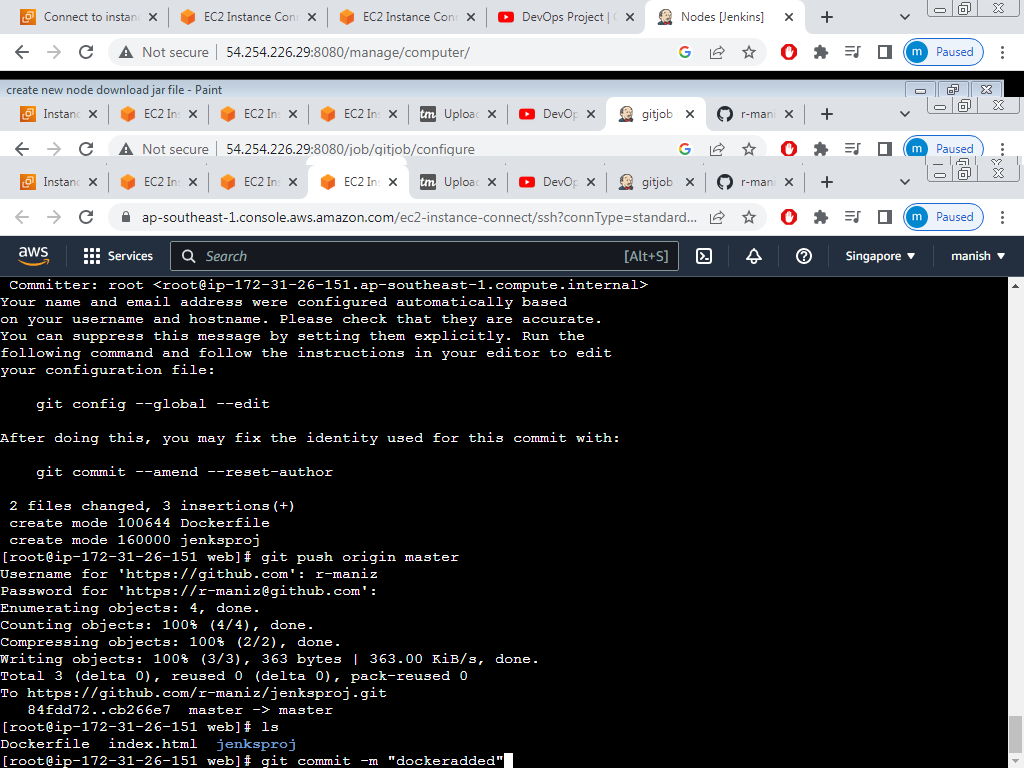 Connect to instan
EC2 Instance Conn
EC2 Instance Conn
DevOps Project | (
Nodes [Jenkins]
Not secure | 54.254.226.29:8080/manage/computer/
m Paused
create new node download jar file - Paint
Instanc
EC2 Ins
EC2 Ins
EC2 Ins
tm Upload
DevOp
gitjob
r-mani
Not secure | 54.254.226.29:8080/job/gitjob/configure
m Paused
Instanc
EC2 Ins
EC2 Ins
EC2 Ins
tm Upload
DevOp
gitjob
r-mani
ap-southeast-1.console.aws.amazon.com/ec2-instance-connect/ssh?connType=standard...
m Paused
aws Services Search [Alt+S] Singapore manish
Committer: root <root@ip-172-31-26-151.ap-southeast-1.compute.internal>
Your name and email address were configured automatically based
on your username and hostname. Please check that they are accurate.
You can suppress this message by setting them explicitly. Run the
following command and follow the instructions in your editor to edit
your configuration file:
git config --global --edit
After doing this, you may fix the identity used for this commit with:
git commit --amend --reset-author
2 files changed, 3 insertions(+)
create mode 100644 Dockerfile
create mode 160000 jenksproj
[root@ip-172-31-26-151 web]# git push origin master
Username for 'https://github.com': r-maniz
Password for 'https://r-maniz@github.com':
Enumerating objects: 4, done.
Counting objects: 100% (4/4), done.
Compressing objects: 100% (2/2), done.
Writing objects: 100% (3/3), 363 bytes | 363.00 KiB/s, done.
Total 3 (delta 0), reused 0 (delta 0), pack-reused 0
To https://github.com/r-maniz/jenksproj.git
84fdd72..cb266e7  master -> master
[root@ip-172-31-26-151 web]# ls
Dockerfile  index.html  jenksproj
[root@ip-172-31-26-151 web]# git commit -m "dockeradded"